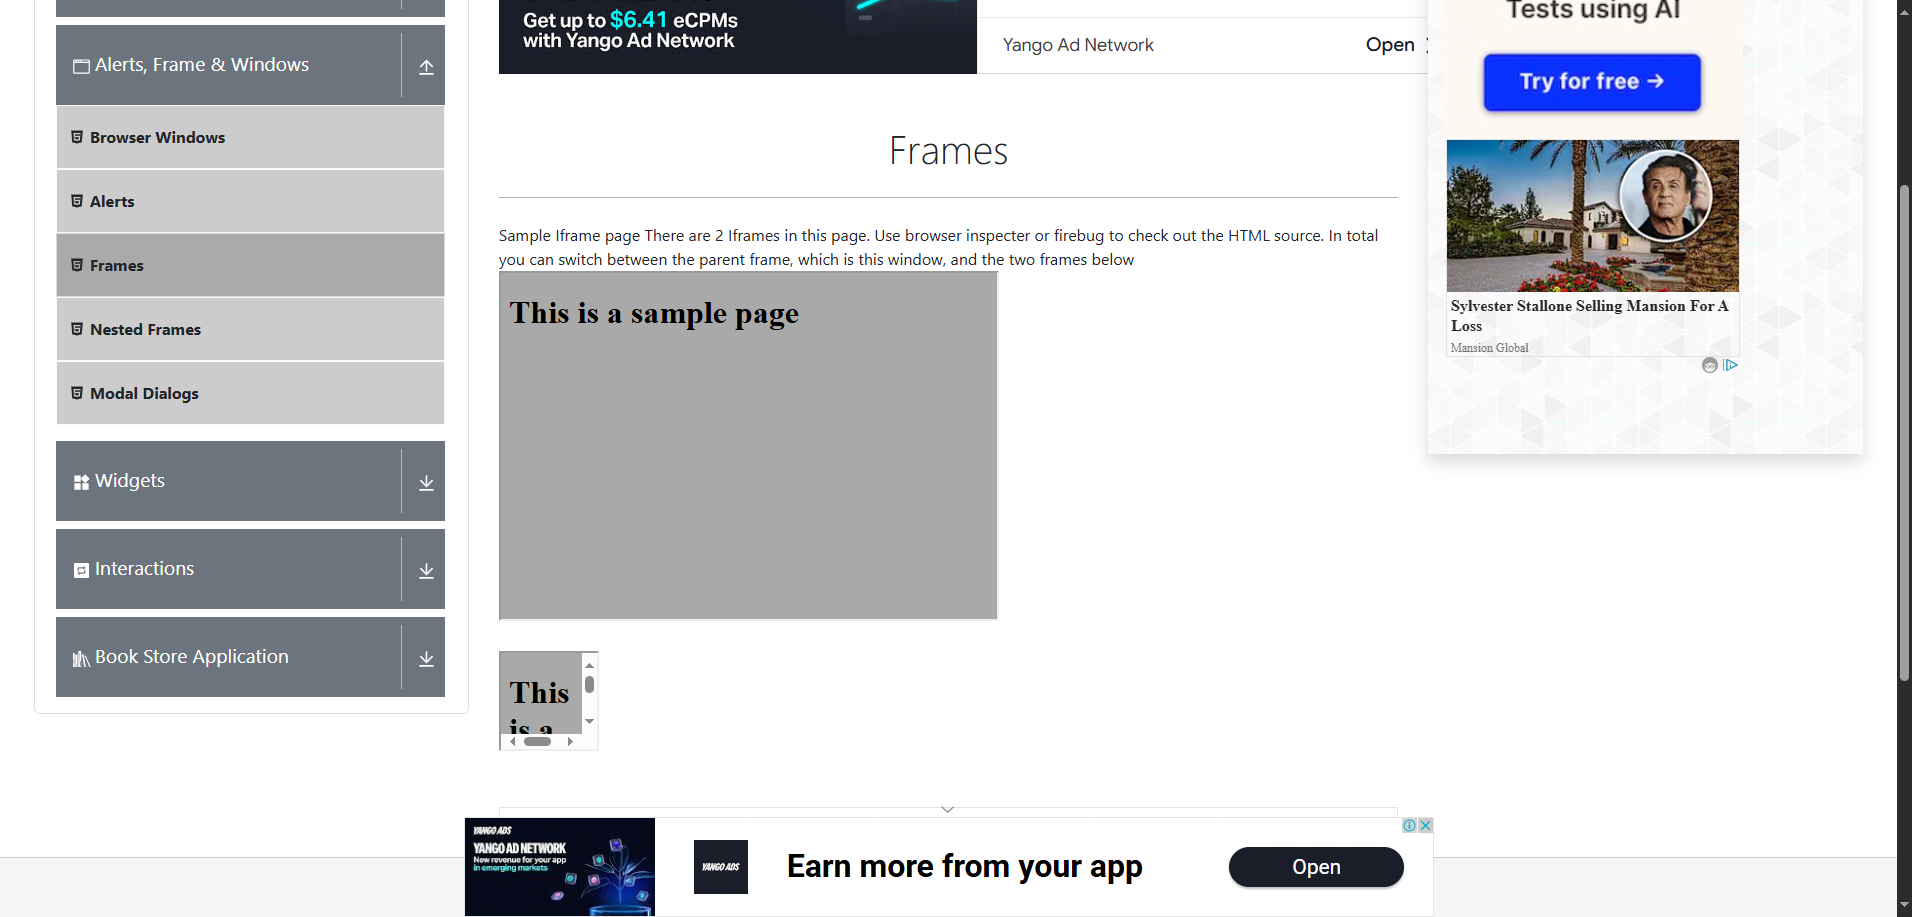 Alerts, Frame & Windows
Browser Windows
Alerts
Frames
Nested Frames
Modal Dialogs
Widgets
Interactions
Book Store Application
Get up to $6.41 eCPMs
with Yango Ad Network
Yango Ad Network
Open
Frames
Sample Iframe page There are 2 Iframes in this page. Use browser inspecter or firebug to check out the HTML source. In total
you can switch between the parent frame, which is this window, and the two frames below
This is a sample page
This
is a
Tests using AI
Try for free →
Sylvester Stallone Selling Mansion For A
Loss
Mansion Global
YANGO ADS
YANGO AD NETWORK
New revenue for your app
in emerging markets
YANGO ADS
Earn more from your app
Open